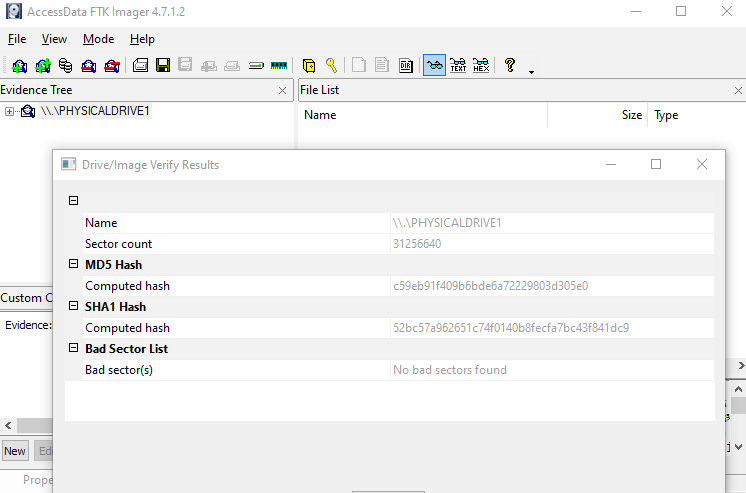 AccessData FTK Imager 4.7.1.2
File View Mode Help
TEXT HEX
Evidence Tree
File List
\\.\PHYSICALDRIVE1
Name Size Type
Drive/Image Verify Results
Name \\.\PHYSICALDRIVE1
Sector count 31256640
MD5 Hash
Computed hash c59eb91f409b6bde6a72229803d305e0
SHA1 Hash
Computed hash 52bc57a962651c74f0140b8fecfa7bc43f841dc9
Bad Sector List
Bad sector(s) No bad sectors found
Custom C
Evidence:
New Edi
Prope